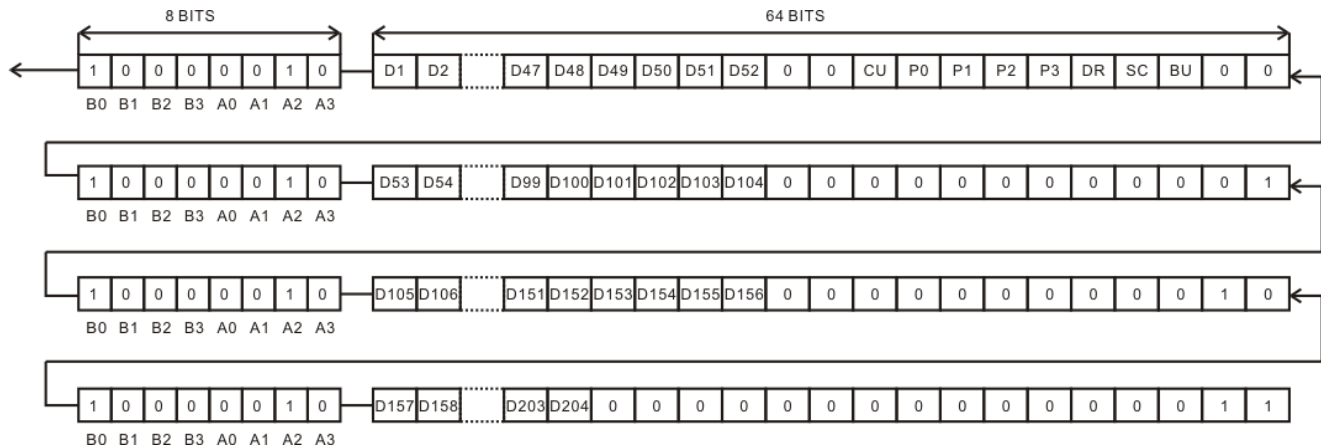 8 BITS 64 BITS
1 0 0 0 0 0 1 0 D1 D2 D47 D48 D49 D50 D51 D52 0 0 CU P0 P1 P2 P3 DR SC BU 0 0
B0 B1 B2 B3 A0 A1 A2 A3
1 0 0 0 0 0 1 0 D53 D54 D99 D100 D101 D102 D103 D104 0 0 0 0 0 0 0 0 0 0 0 1
B0 B1 B2 B3 A0 A1 A2 A3
1 0 0 0 0 0 1 0 D105 D106 D151 D152 D153 D154 D155 D156 0 0 0 0 0 0 0 0 0 0 1 0
B0 B1 B2 B3 A0 A1 A2 A3
1 0 0 0 0 0 1 0 D157 D158 D203 D204 0 0 0 0 0 0 0 0 0 0 0 0 0 0 1 1
B0 B1 B2 B3 A0 A1 A2 A3